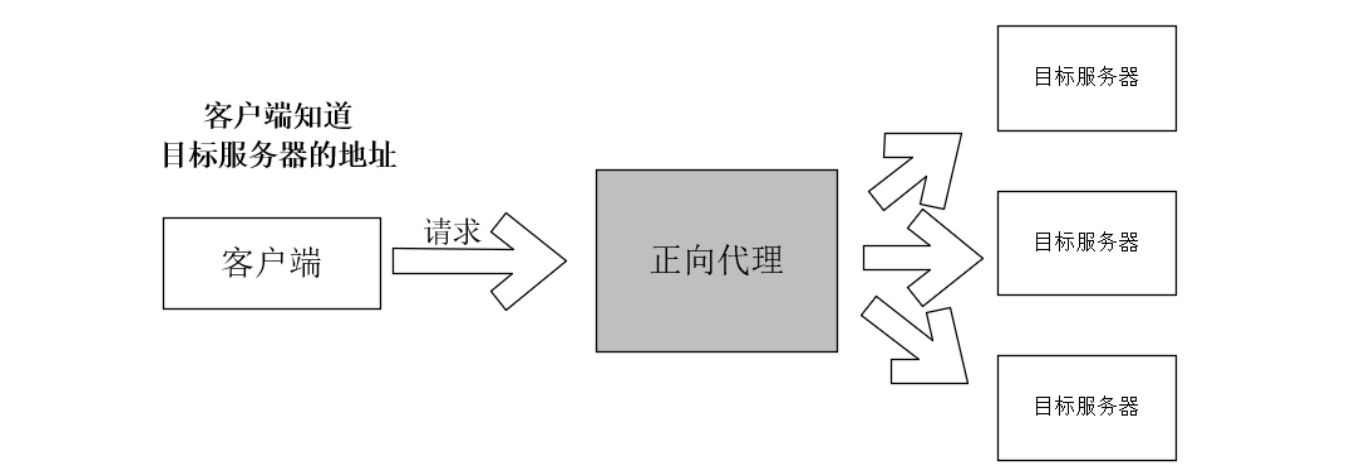 客户端知道
目标服务器的地址
客户端
请求
正向代理
目标服务器
目标服务器
目标服务器